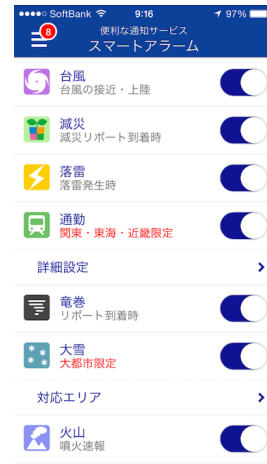 SoftBank 9:16 97%
8
便利な通知サービス
スマートアラーム
台風
台風の接近・上陸
減災
減災リポート到着時
落雷
落雷発生時
通勤
関東・東海・近畿限定
詳細設定
竜巻
リポート到着時
大雪
大都市限定
対応エリア
火山
噴火速報